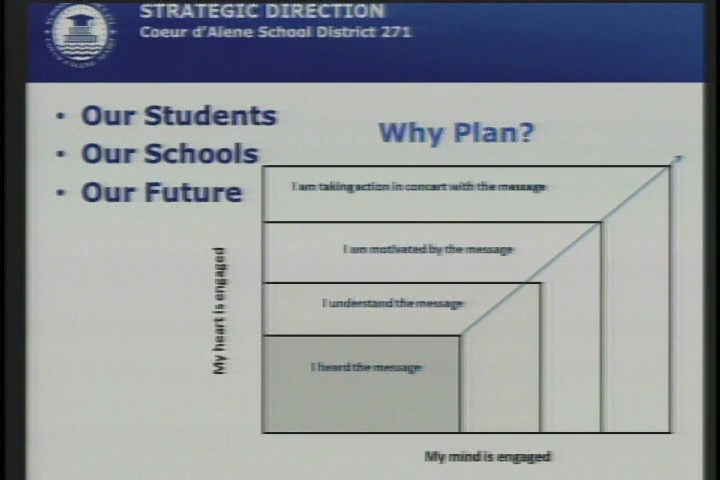 STRATEGIC DIRECTION
Coeur d'Alene School District 271
• Our Students
• Our Schools
• Our Future
Why Plan?
I am taking action in concert with the message
I am motivated by the message
I understand the message
I heard the message
My heart is engaged
My mind is engaged